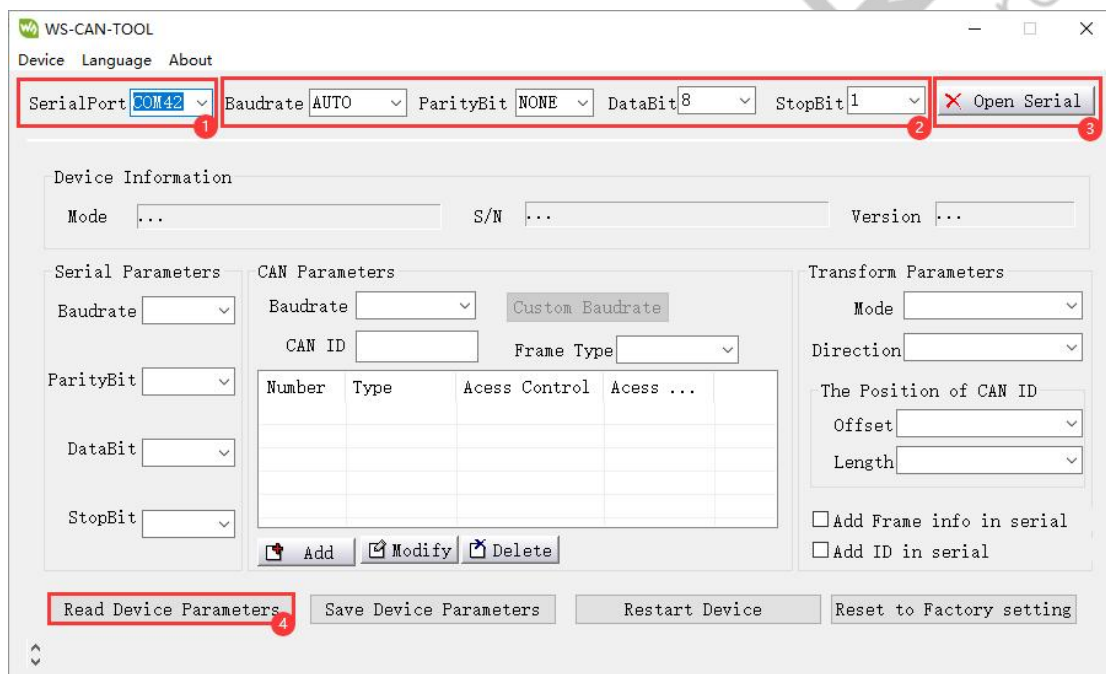 WS-CAN-TOOL
Device Language About
SerialPort COM42 Baudrate AUTO ParityBit NONE DataBit 8 StopBit 1 Open Serial
1 2 3
Device Information
Mode ... S/N ... Version ...
Serial Parameters CAN Parameters Transform Parameters
Baudrate Baudrate Custom Baudrate Mode
CAN ID Frame Type Direction
ParityBit Number Type Acess Control Acess ... The Position of CAN ID
Offset
DataBit Length
StopBit Add Frame info in serial
Add Modify Delete Add ID in serial
Read Device Parameters Save Device Parameters Restart Device Reset to Factory setting
4